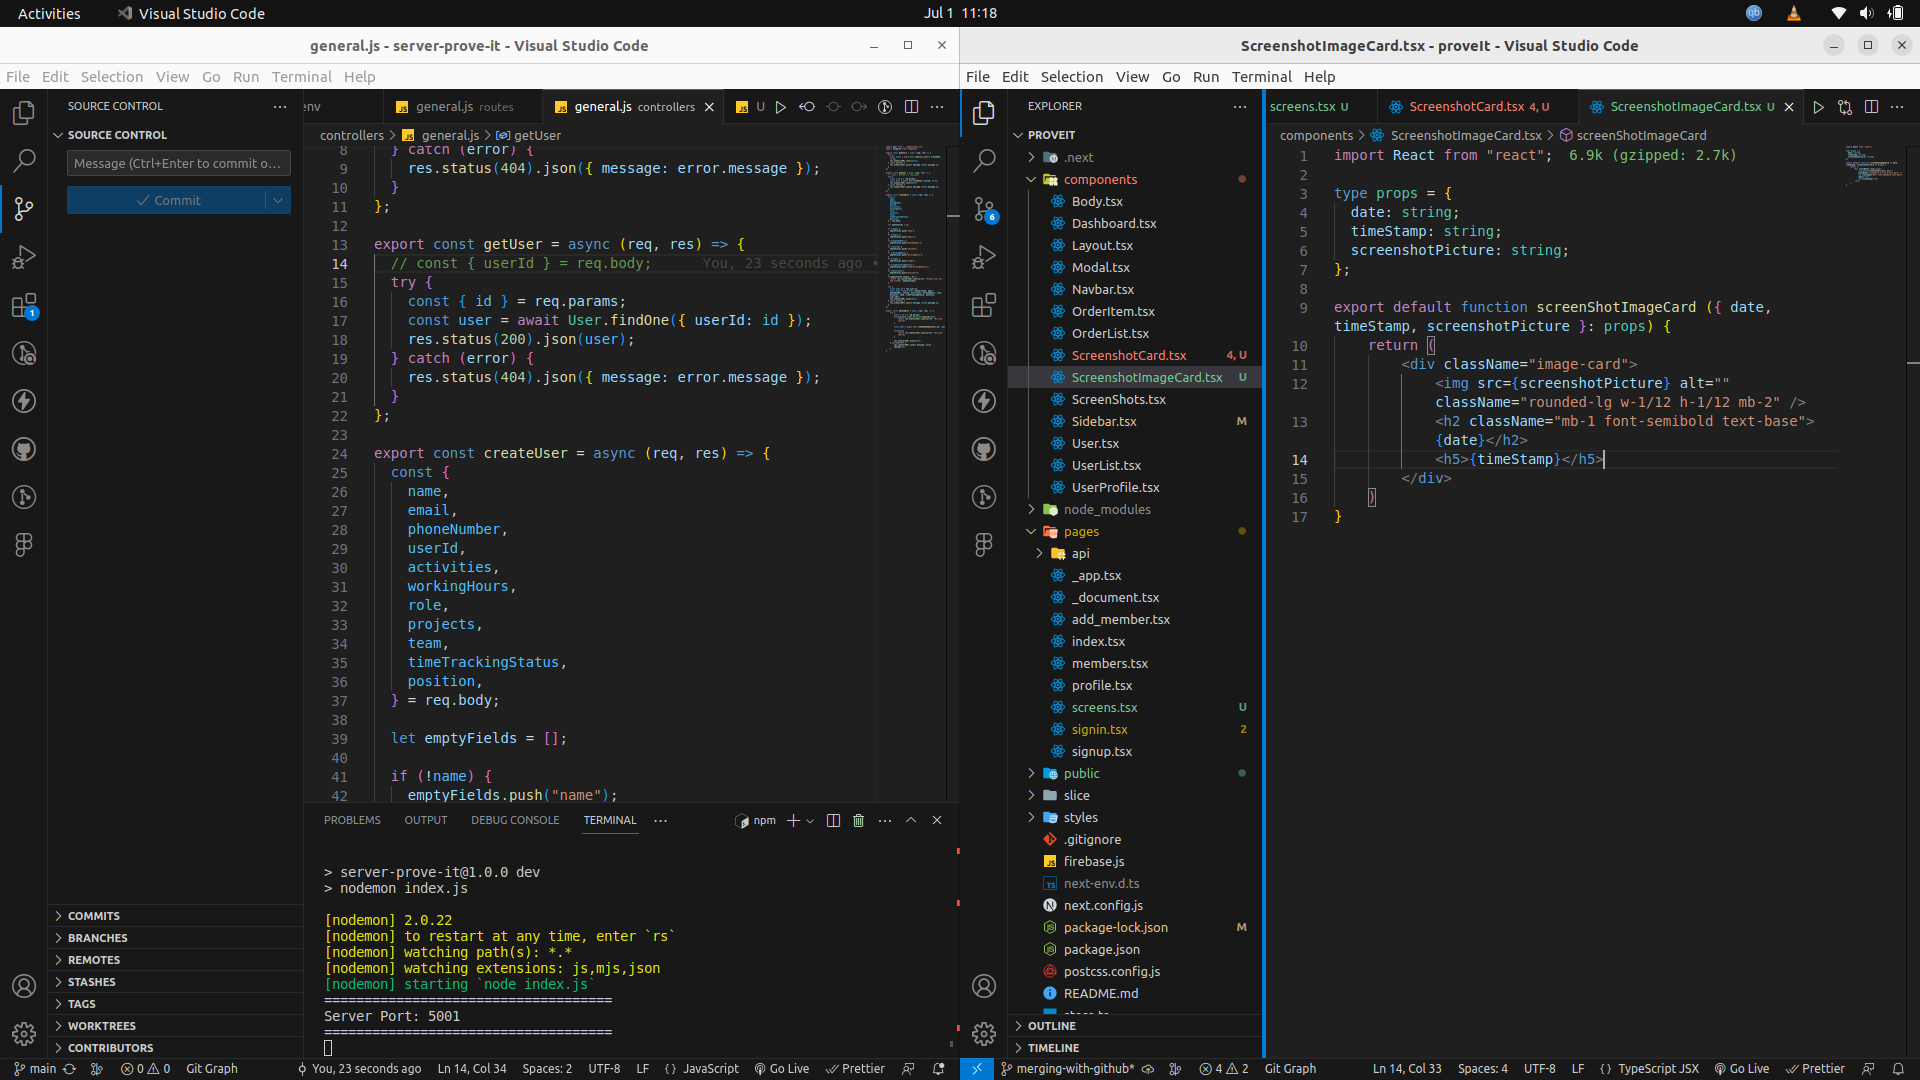 Activities
Visual Studio Code
Jul 1 11:18
general.js - server-prove-it - Visual Studio Code
File Edit Selection View Go Run Terminal Help
SOURCE CONTROL
SOURCE CONTROL
Message (Ctrl+Enter to commit o...
Commit
1
COMMITS
BRANCHES
REMOTES
STASHES
TAGS
WORKTREES
CONTRIBUTORS
env
general.js routes
general.js controllers
U
controllers > general.js > getUser
8 } catch (error) {
9 res.status(404).json({ message: error.message });
10 }
11 };
12
13 export const getUser = async (req, res) => {
14 // const { userId } = req.body; You, 23 seconds ago •
15 try {
16 const { id } = req.params;
17 const user = await User.findOne({ userId: id });
18 res.status(200).json(user);
19 } catch (error) {
20 res.status(404).json({ message: error.message });
21 }
22 };
23
24 export const createUser = async (req, res) => {
25 const {
26 name,
27 email,
28 phoneNumber,
29 userId,
30 activities,
31 workingHours,
32 role,
33 projects,
34 team,
35 timeTrackingStatus,
36 position,
37 } = req.body;
38
39 let emptyFields = [];
40
41 if (!name) {
42 emptyFields.push("name");
PROBLEMS OUTPUT DEBUG CONSOLE TERMINAL
npm
> server-prove-it@1.0.0 dev
> nodemon index.js
[nodemon] 2.0.22
[nodemon] to restart at any time, enter `rs`
[nodemon] watching path(s): *.*
[nodemon] watching extensions: js,mjs,json
[nodemon] starting `node index.js`
====================================
Server Port: 5001
====================================
main 0 0 Git Graph You, 23 seconds ago Ln 14, Col 34 Spaces: 2 UTF-8 LF { } JavaScript Go Live Prettier
ScreenshotImageCard.tsx - proveIt - Visual Studio Code
File Edit Selection View Go Run Terminal Help
6
EXPLORER
PROVEIT
.next
components
Body.tsx
Dashboard.tsx
Layout.tsx
Modal.tsx
Navbar.tsx
OrderItem.tsx
OrderList.tsx
ScreenshotCard.tsx 4, U
ScreenshotImageCard.tsx U
ScreenShots.tsx
Sidebar.tsx M
User.tsx
UserList.tsx
UserProfile.tsx
node_modules
pages
api
_app.tsx
_document.tsx
add_member.tsx
index.tsx
members.tsx
profile.tsx
screens.tsx U
signin.tsx 2
signup.tsx
public
slice
styles
.gitignore
firebase.js
next-env.d.ts
next.config.js
package-lock.json M
package.json
postcss.config.js
README.md
OUTLINE
TIMELINE
screens.tsx U
ScreenshotCard.tsx 4, U
ScreenshotImageCard.tsx U
components > ScreenshotImageCard.tsx > screenShotImageCard
1 import React from "react"; 6.9k (gzipped: 2.7k)
2
3 type props = {
4 date: string;
5 timeStamp: string;
6 screenshotPicture: string;
7 };
8
9 export default function screenShotImageCard ({ date,
timeStamp, screenshotPicture }: props) {
10 return (
11 <div className="image-card">
12 <img src={screenshotPicture} alt=""
className="rounded-lg w-1/12 h-1/12 mb-2" />
13 <h2 className="mb-1 font-semibold text-base">
{date}</h2>
14 <h5>{timeStamp}</h5>
15 </div>
16 )
17 }
merging-with-github* 4 2 Git Graph Ln 14, Col 33 Spaces: 4 UTF-8 LF { } TypeScript JSX Go Live Prettier